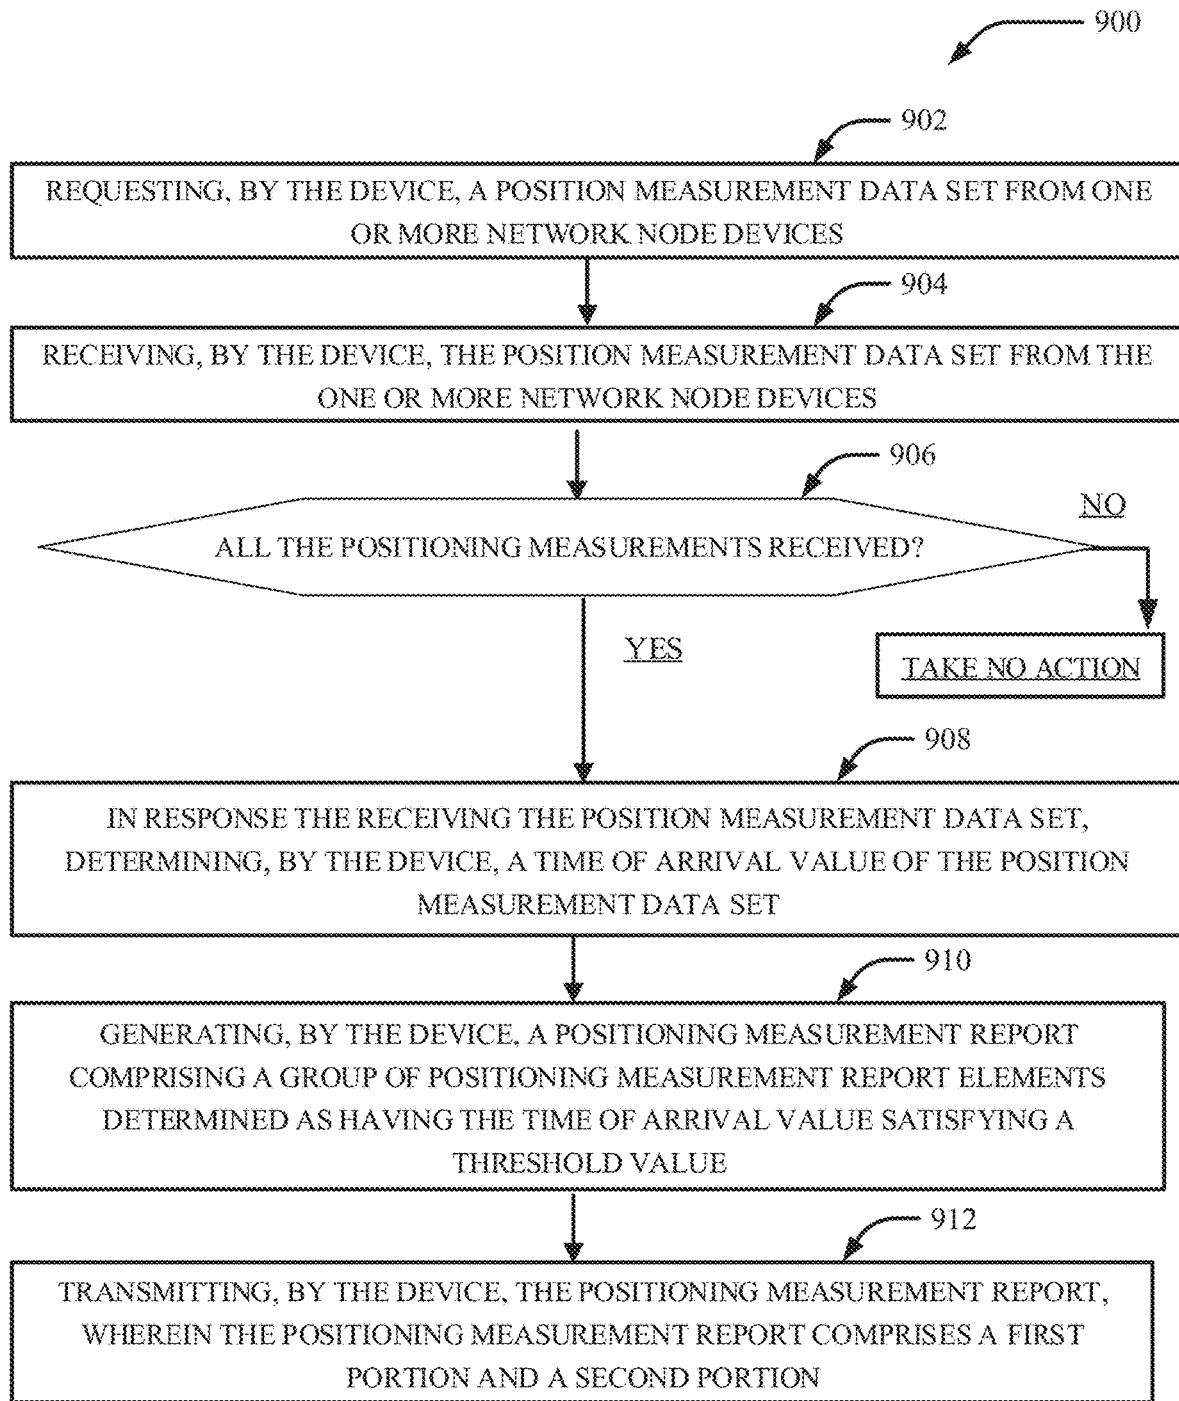 900
902
REQUESTING, BY THE DEVICE, A POSITION MEASUREMENT DATA SET FROM ONE
OR MORE NETWORK NODE DEVICES
904
RECEIVING, BY THE DEVICE, THE POSITION MEASUREMENT DATA SET FROM THE
ONE OR MORE NETWORK NODE DEVICES
906
NO
ALL THE POSITIONING MEASUREMENTS RECEIVED?
YES
TAKE NO ACTION
908
IN RESPONSE THE RECEIVING THE POSITION MEASUREMENT DATA SET,
DETERMINING, BY THE DEVICE, A TIME OF ARRIVAL VALUE OF THE POSITION
MEASUREMENT DATA SET
910
GENERATING, BY THE DEVICE, A POSITIONING MEASUREMENT REPORT
COMPRISING A GROUP OF POSITIONING MEASUREMENT REPORT ELEMENTS
DETERMINED AS HAVING THE TIME OF ARRIVAL VALUE SATISFYING A
THRESHOLD VALUE
912
TRANSMITTING, BY THE DEVICE, THE POSITIONING MEASUREMENT REPORT,
WHEREIN THE POSITIONING MEASUREMENT REPORT COMPRISES A FIRST
PORTION AND A SECOND PORTION